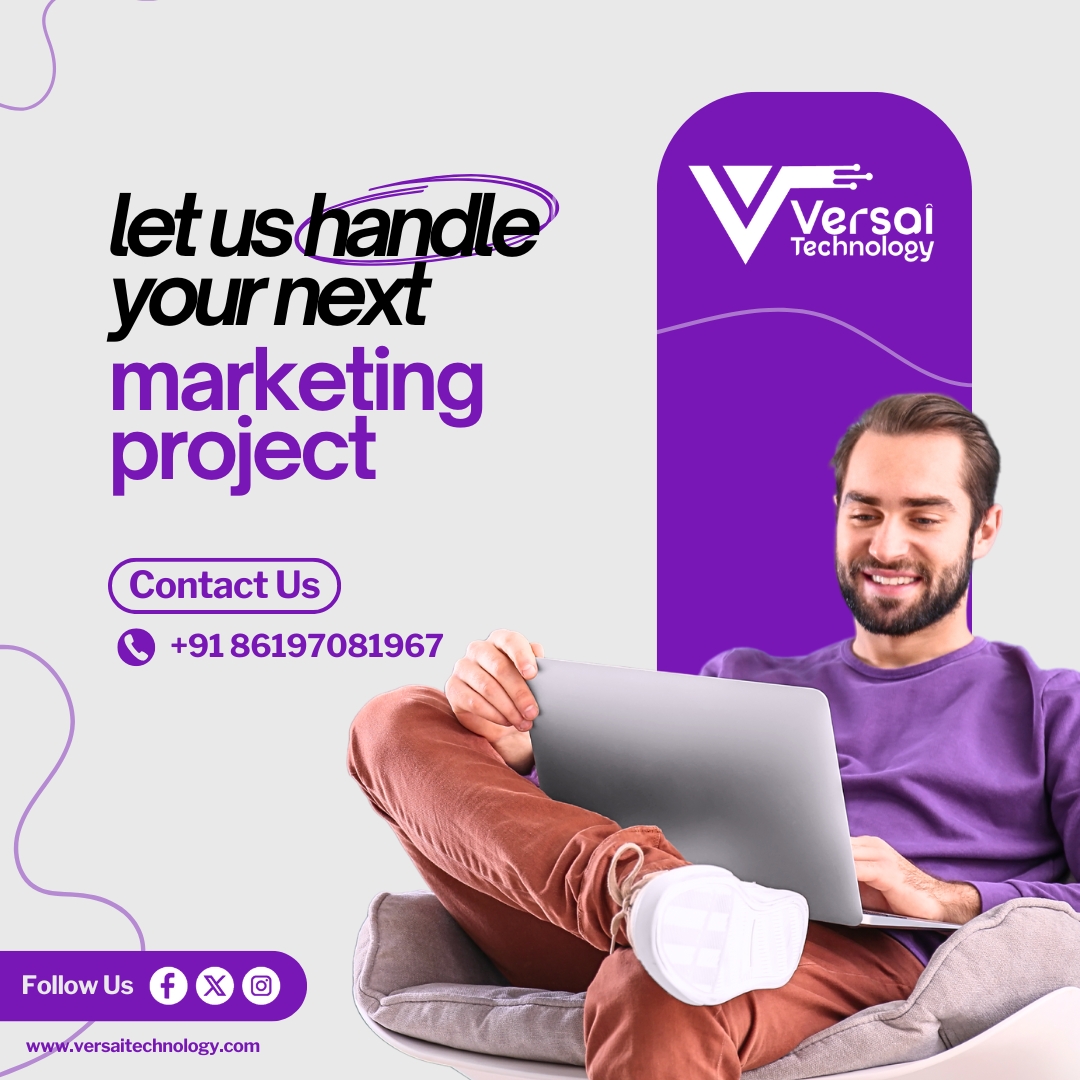 let us handle
your next
marketing
project
Versai
Technology
Contact Us
+91 86197081967
Follow Us
www.versaitechnology.com